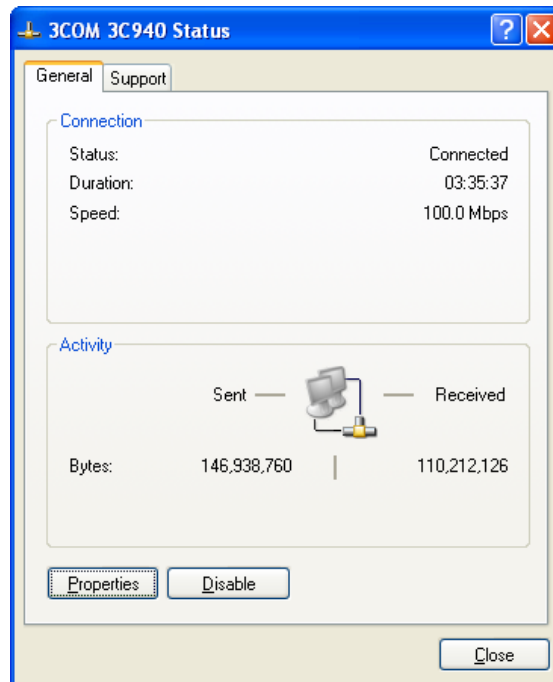 3COM 3C940 Status
General Support
Connection
Status: Connected
Duration: 03:35:37
Speed: 100.0 Mbps
Activity
Sent Received
Bytes: 146,938,760 110,212,126
Properties Disable
Close